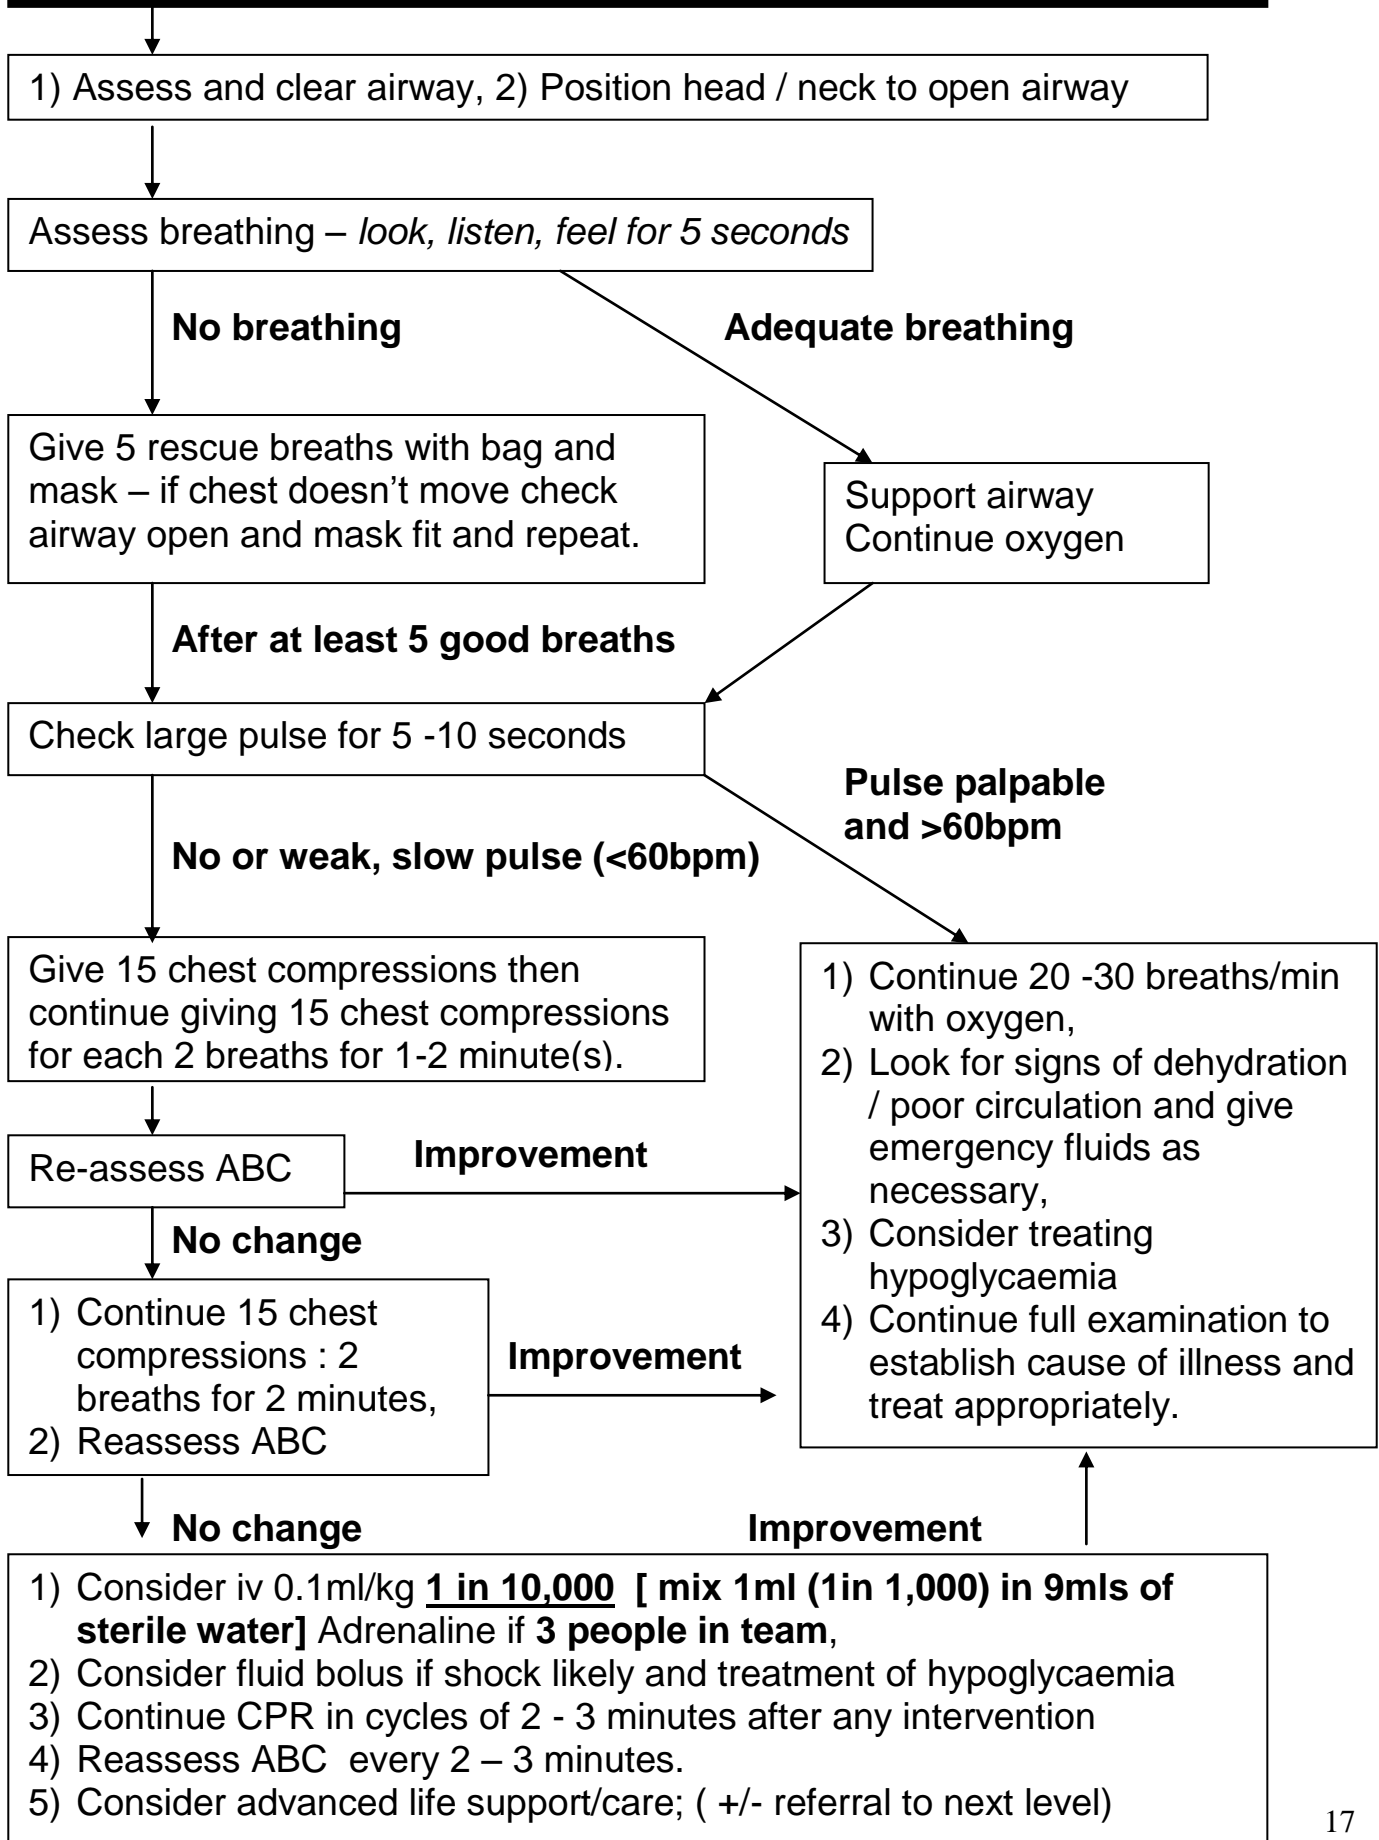 1) Assess and clear airway, 2) Position head / neck to open airway
Assess breathing – look, listen, feel for 5 seconds
No breathing
Adequate breathing
Give 5 rescue breaths with bag and
mask – if chest doesn’t move check
airway open and mask fit and repeat.
Support airway
Continue oxygen
After at least 5 good breaths
Check large pulse for 5 -10 seconds
Pulse palpable
and >60bpm
No or weak, slow pulse (<60bpm)
Give 15 chest compressions then
continue giving 15 chest compressions
for each 2 breaths for 1-2 minute(s).
1) Continue 20 -30 breaths/min
with oxygen,
2) Look for signs of dehydration
/ poor circulation and give
emergency fluids as
necessary,
3) Consider treating
hypoglycaemia
4) Continue full examination to
establish cause of illness and
treat appropriately.
Re-assess ABC
Improvement
No change
1) Continue 15 chest
compressions : 2
breaths for 2 minutes,
2) Reassess ABC
Improvement
No change
Improvement
1) Consider iv 0.1ml/kg 1 in 10,000 [ mix 1ml (1in 1,000) in 9mls of
sterile water] Adrenaline if 3 people in team,
2) Consider fluid bolus if shock likely and treatment of hypoglycaemia
3) Continue CPR in cycles of 2 - 3 minutes after any intervention
4) Reassess ABC every 2 – 3 minutes.
5) Consider advanced life support/care; ( +/- referral to next level)
17